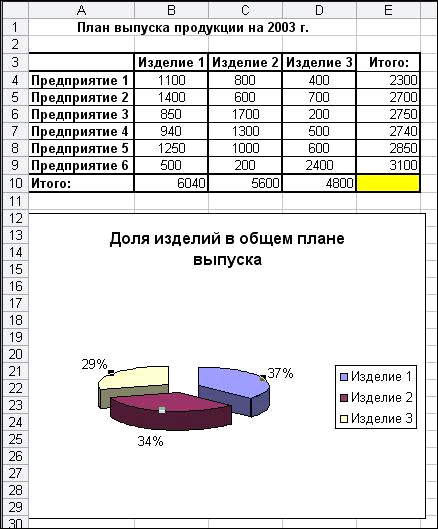 A B C D E
1 План выпуска продукции на 2003 г.
2
3 Изделие 1 Изделие 2 Изделие 3 Итого:
4 Предприятие 1 1100 800 400 2300
5 Предприятие 2 1400 600 700 2700
6 Предприятие 3 850 1700 200 2750
7 Предприятие 4 940 1300 500 2740
8 Предприятие 5 1250 1000 600 2850
9 Предприятие 6 500 200 2400 3100
10 Итого: 6040 5600 4800
11
12
13 Доля изделий в общем плане
14 выпуска
15
16
17
18
19
20
21 29% 37% Изделие 1
22 Изделие 2
23 Изделие 3
24 34%
25
26
27
28
29
30